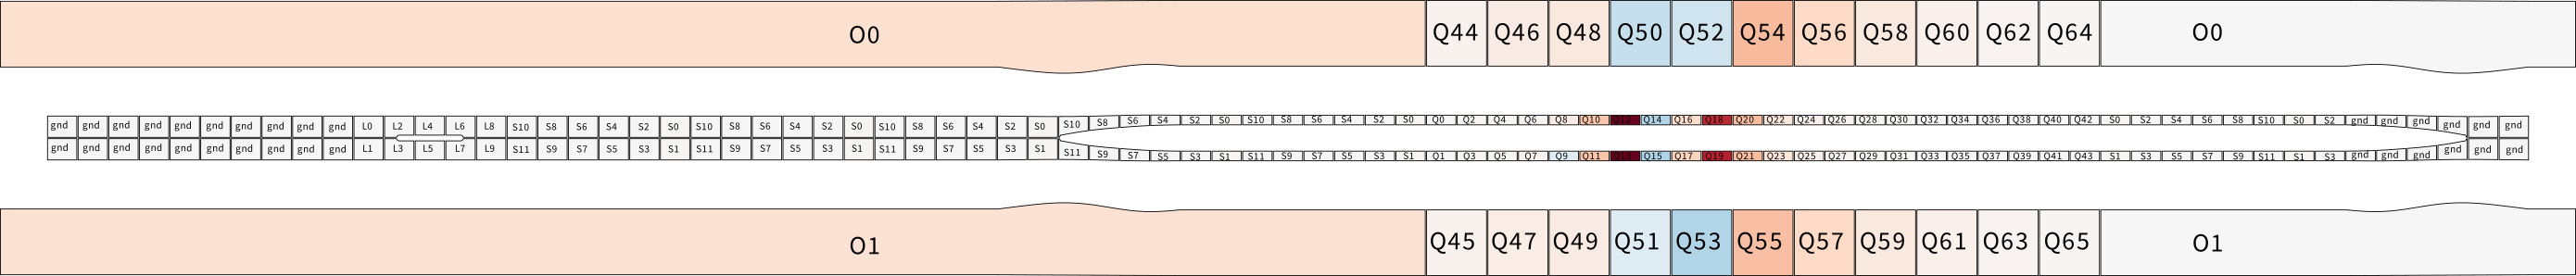 O0 Q44 Q46 Q48 Q50 Q52 Q54 Q56 Q58 Q60 Q62 Q64 O0
gnd gnd gnd gnd gnd gnd gnd gnd gnd gnd L0 L2 L4 L6 L8 S10 S8 S6 S4 S2 S0 S10 S8 S6 S4 S2 S0 S10 S8 S6 S4 S2 S0 S10 S8 S6 S4 S2 S0 S10 S8 S6 S4 S2 S0 Q0 Q2 Q4 Q6 Q8 Q10 Q12 Q14 Q16 Q18 Q20 Q22 Q24 Q26 Q28 Q30 Q32 Q34 Q36 Q38 Q40 Q42 S0 S2 S4 S6 S8 S10 S0 S2 gnd gnd gnd gnd gnd gnd
gnd gnd gnd gnd gnd gnd gnd gnd gnd gnd L1 L3 L5 L7 L9 S11 S9 S7 S5 S3 S1 S11 S9 S7 S5 S3 S1 S11 S9 S7 S5 S3 S1 S11 S9 S7 S5 S3 S1 S11 S9 S7 S5 S3 S1 Q1 Q3 Q5 Q7 Q9 Q11 Q13 Q15 Q17 Q19 Q21 Q23 Q25 Q27 Q29 Q31 Q33 Q35 Q37 Q39 Q41 Q43 S1 S3 S5 S7 S9 S11 S1 S3 gnd gnd gnd gnd gnd gnd
O1 Q45 Q47 Q49 Q51 Q53 Q55 Q57 Q59 Q61 Q63 Q65 O1